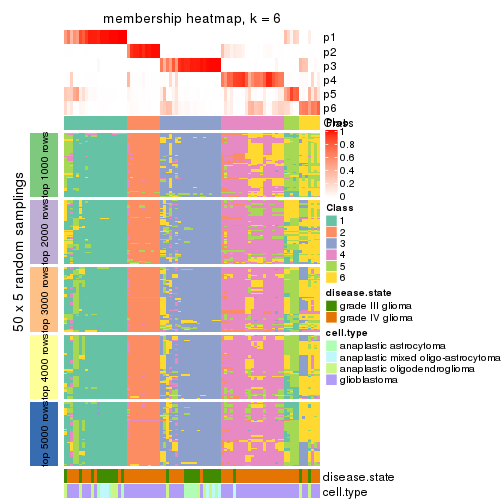 membership heatmap, k = 6
p1
p2
p3
p4
p5
p6
Class
Prob
1
0.8
0.6
0.4
0.2
0
Class
1
2
3
4
5
6
disease.state
grade III glioma
grade IV glioma
cell.type
anaplastic astrocytoma
anaplastic mixed oligo-astrocytoma
anaplastic oligodendroglioma
glioblastoma
50 x 5 random samplings
top 1000 rows
top 2000 rows
top 3000 rows
top 4000 rows
top 5000 rows
disease.state
cell.type